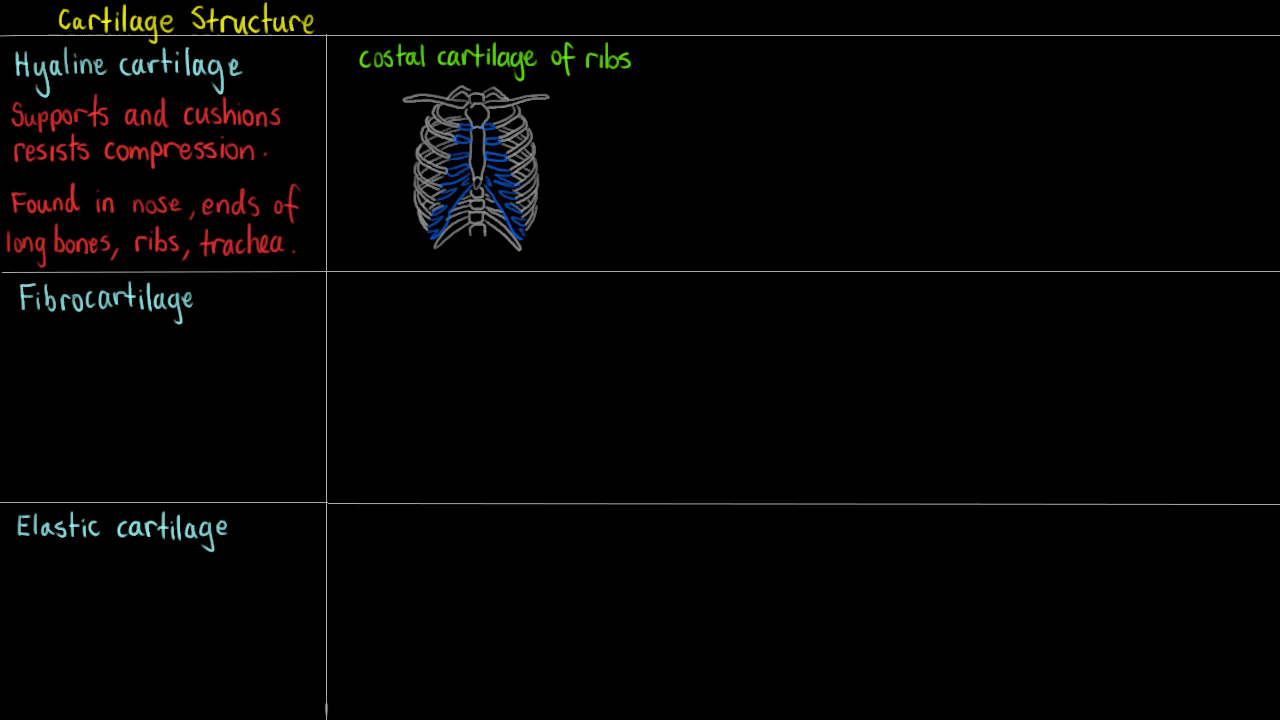 Cartilage Structure
Hyaline cartilage
Supports and cushions
resists compression.
Found in nose, ends of
long bones, ribs, trachea.
costal cartilage of ribs
Fibrocartilage
Elastic cartilage